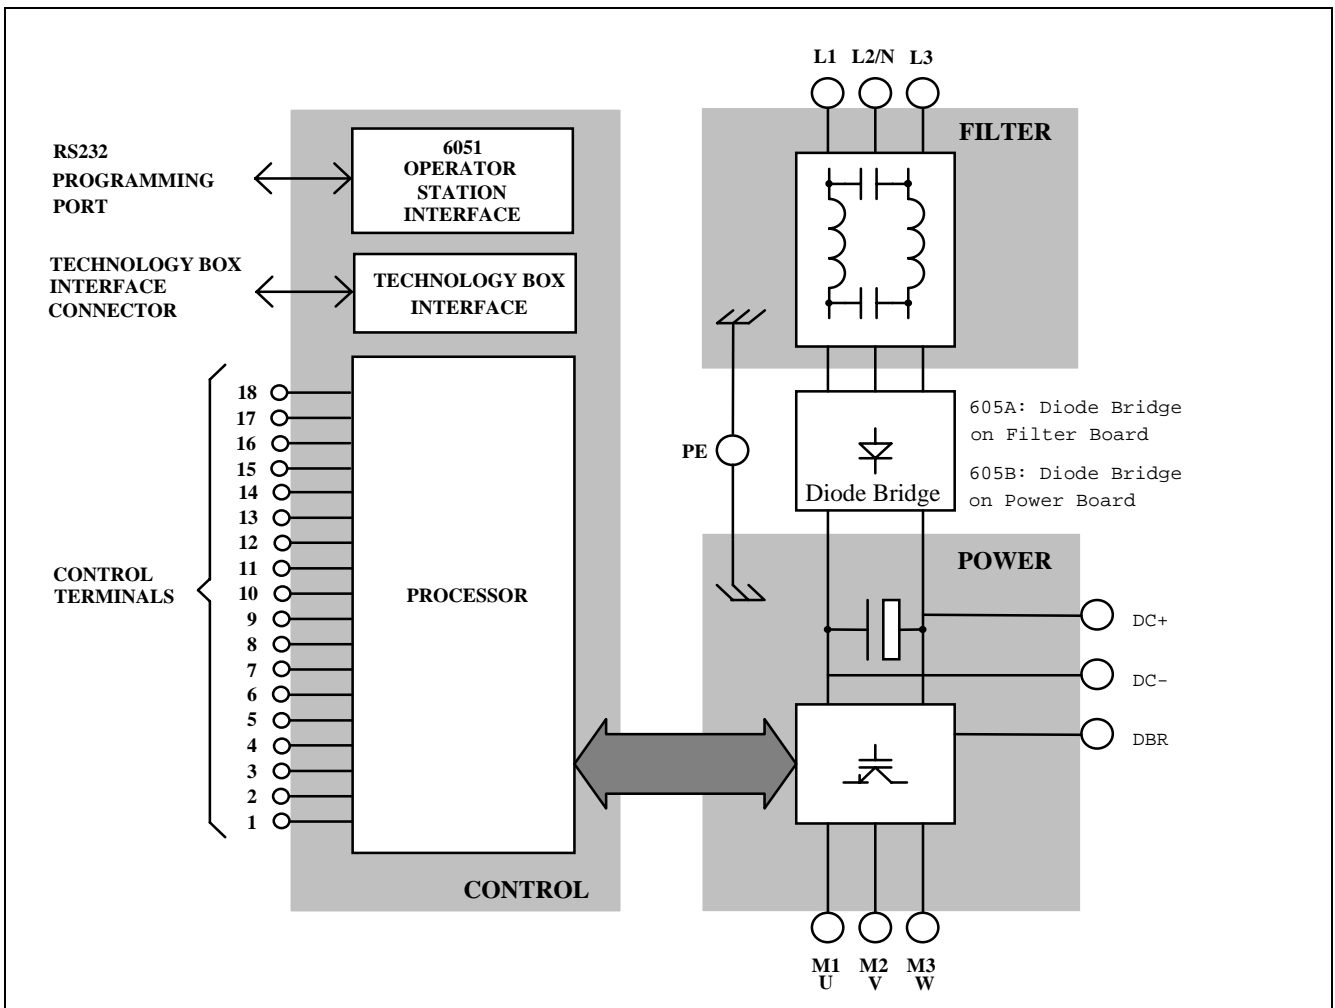 L1 L2/N L3
FILTER
RS232
PROGRAMMING
PORT
6051
OPERATOR
STATION
INTERFACE
TECHNOLOGY BOX
INTERFACE
CONNECTOR
TECHNOLOGY BOX
INTERFACE
18
17
16
15
14
13
12
11
10
9
8
7
6
5
4
3
2
1
CONTROL
TERMINALS
PROCESSOR
CONTROL
PE
Diode Bridge
605A: Diode Bridge
on Filter Board
605B: Diode Bridge
on Power Board
POWER
DC+
DC-
DBR
M1 M2 M3
U V W